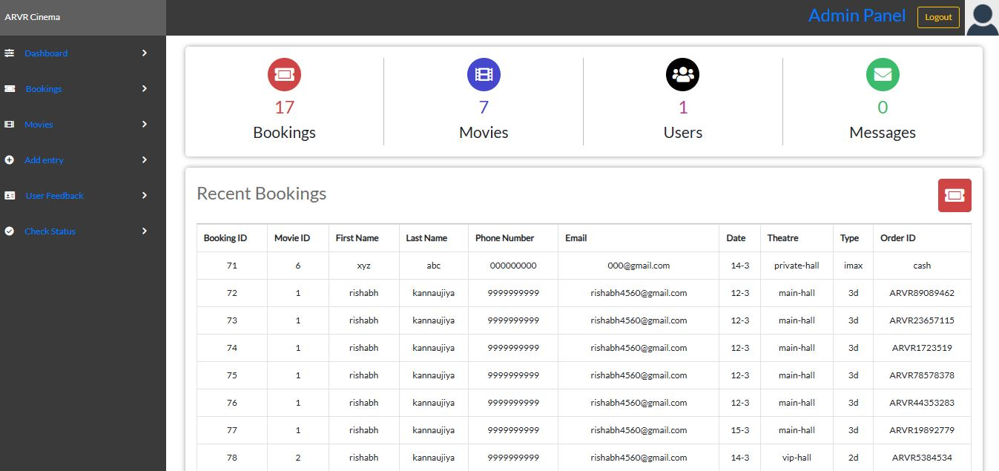 ARVR Cinema
Admin Panel Logout
Dashboard
Bookings
Movies
Add entry
User Feedback
Check Status
17 7 1 0
Bookings Movies Users Messages
Recent Bookings
Booking ID Movie ID First Name Last Name Phone Number Email Date Theatre Type Order ID
71 6 xyz abc 000000000 000@gmail.com 14-3 private-hall imax cash
72 1 rishabh kannaujiya 9999999999 rishabh4560@gmail.com 12-3 main-hall 3d ARVR89089462
73 1 rishabh kannaujiya 9999999999 rishabh4560@gmail.com 12-3 main-hall 3d ARVR23657115
74 1 rishabh kannaujiya 9999999999 rishabh4560@gmail.com 12-3 main-hall 3d ARVR1723519
75 1 rishabh kannaujiya 9999999999 rishabh4560@gmail.com 12-3 main-hall 3d ARVR78578378
76 1 rishabh kannaujiya 9999999999 rishabh4560@gmail.com 12-3 main-hall 3d ARVR44353283
77 1 rishabh kannaujiya 9999999999 rishabh4560@gmail.com 15-3 main-hall 3d ARVR19892779
78 2 rishabh kannaujiya 9999999999 rishabh4560@gmail.com 14-3 vip-hall 2d ARVR5384534